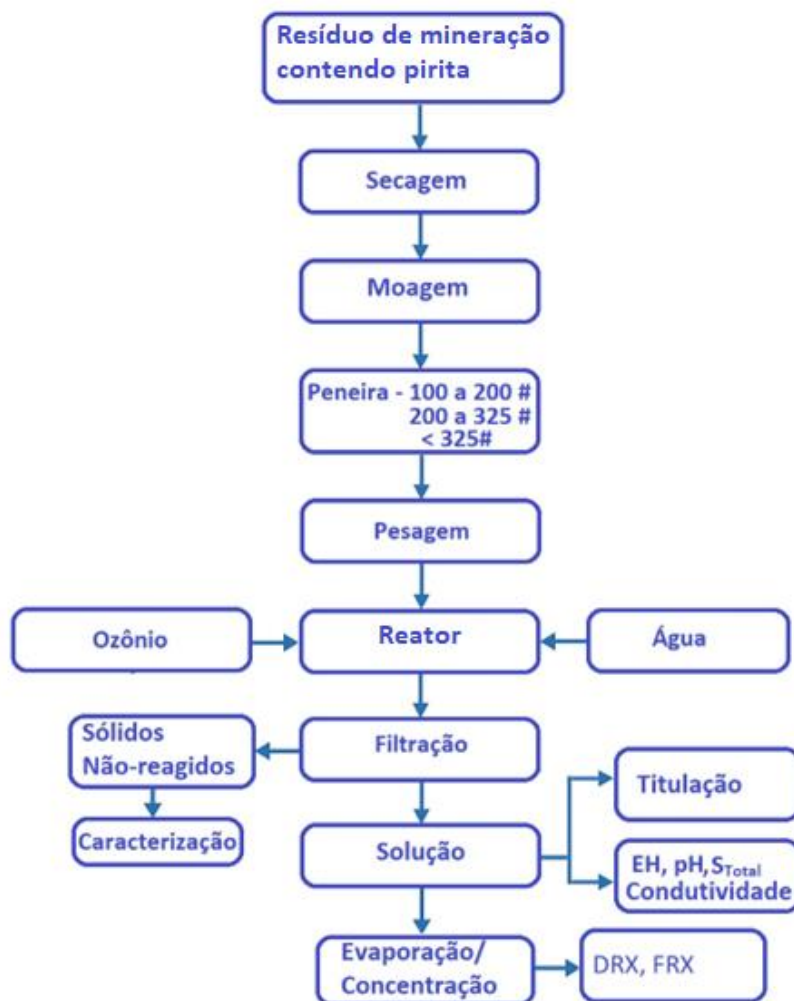 Resíduo de mineração
contendo pirita
Secagem
Moagem
Peneira - 100 a 200 #
200 a 325 #
< 325#
Pesagem
Ozônio
Reator
Água
Sólidos
Não-reagidos
Filtração
Titulação
Caracterização
Solução
EH, pH,STotal
Condutividade
Evaporação/
Concentração
DRX, FRX